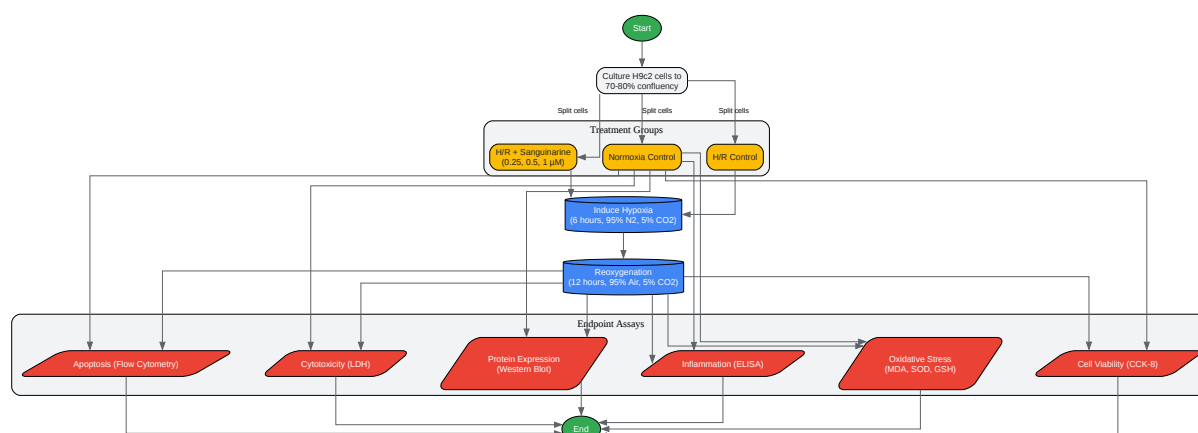 Start
Culture H9c2 cells to
70-80% confluency
Split cells
Split cells
Split cells
Treatment Groups
H/R + Sanguinarine
(0.25, 0.5, 1 µM)
Normoxia Control
H/R Control
Induce Hypoxia
(6 hours, 95% N2, 5% CO2)
Reoxygenation
(12 hours, 95% Air, 5% CO2)
Endpoint Assays
Apoptosis (Flow Cytometry)
Cytotoxicity (LDH)
Protein Expression
(Western Blot)
Inflammation (ELISA)
Oxidative Stress
(MDA, SOD, GSH)
Cell Viability (CCK-8)
End